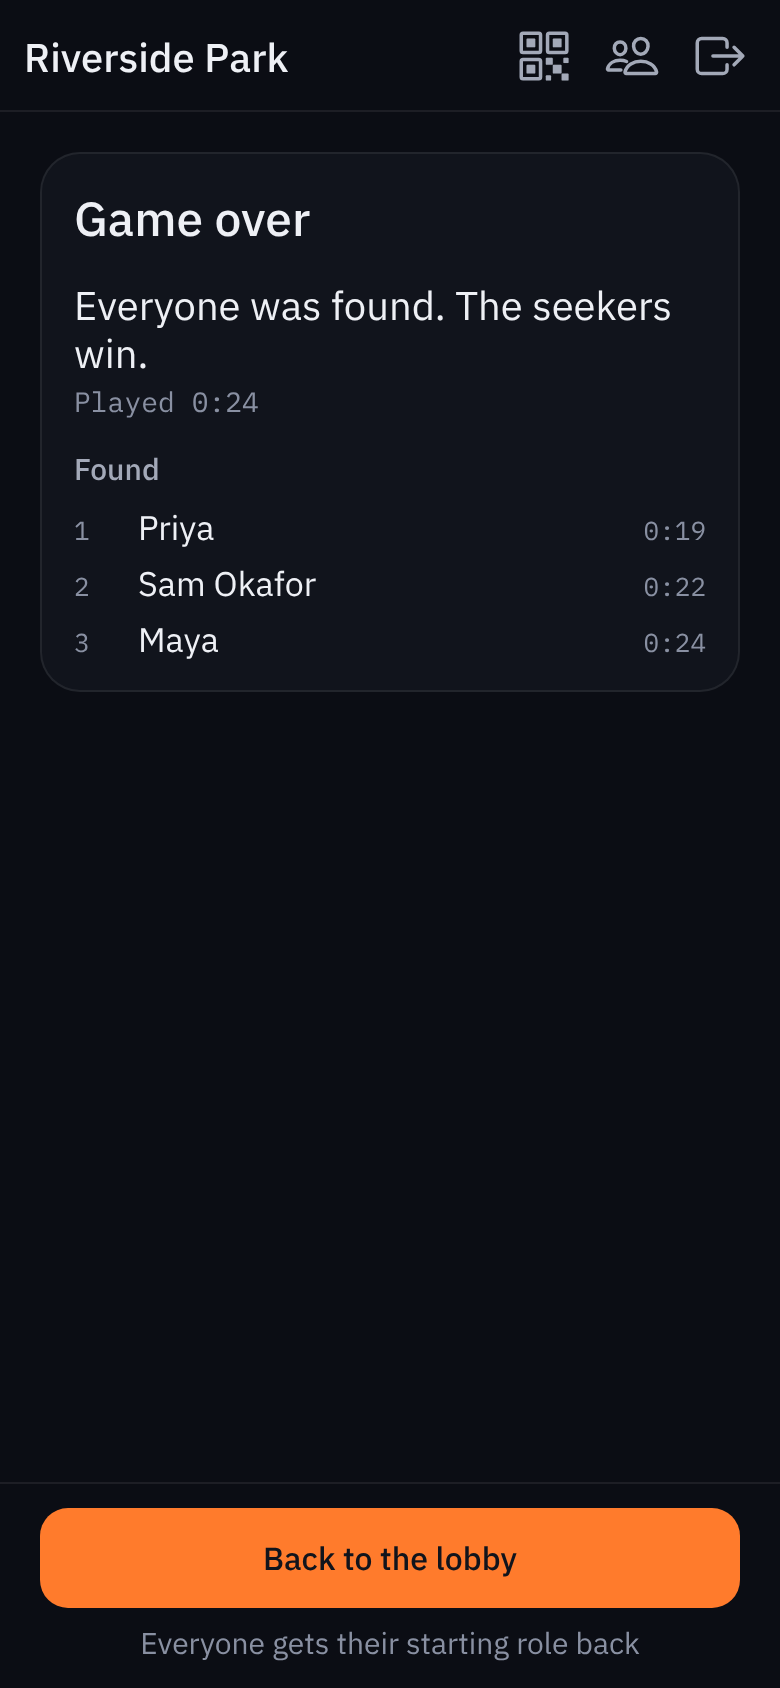 Riverside Park
Game over
Everyone was found. The seekers
win.
Played 0:24
Found
1 Priya 0:19
2 Sam Okafor 0:22
3 Maya 0:24
Back to the lobby
Everyone gets their starting role back